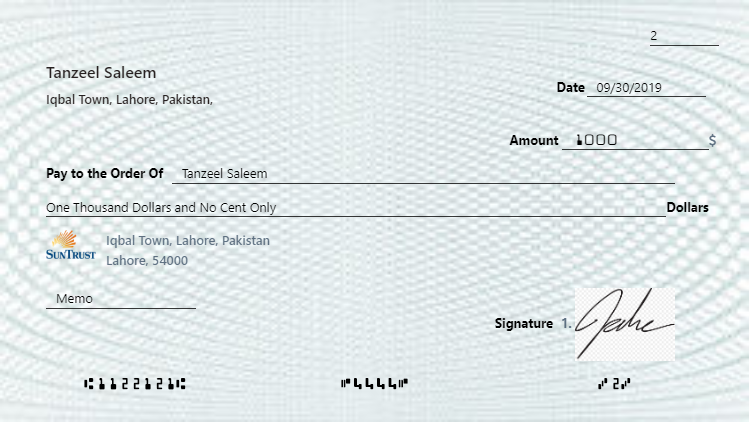 2
Tanzeel Saleem
Iqbal Town, Lahore, Pakistan,
Date 09/30/2019
Amount 1000 $
Pay to the Order Of Tanzeel Saleem
One Thousand Dollars and No Cent Only Dollars
SUNTRUST
Iqbal Town, Lahore, Pakistan
Lahore, 54000
Memo
Signature 1.
⑆1122121⑆ ⑈4444⑈ ⑇2⑇